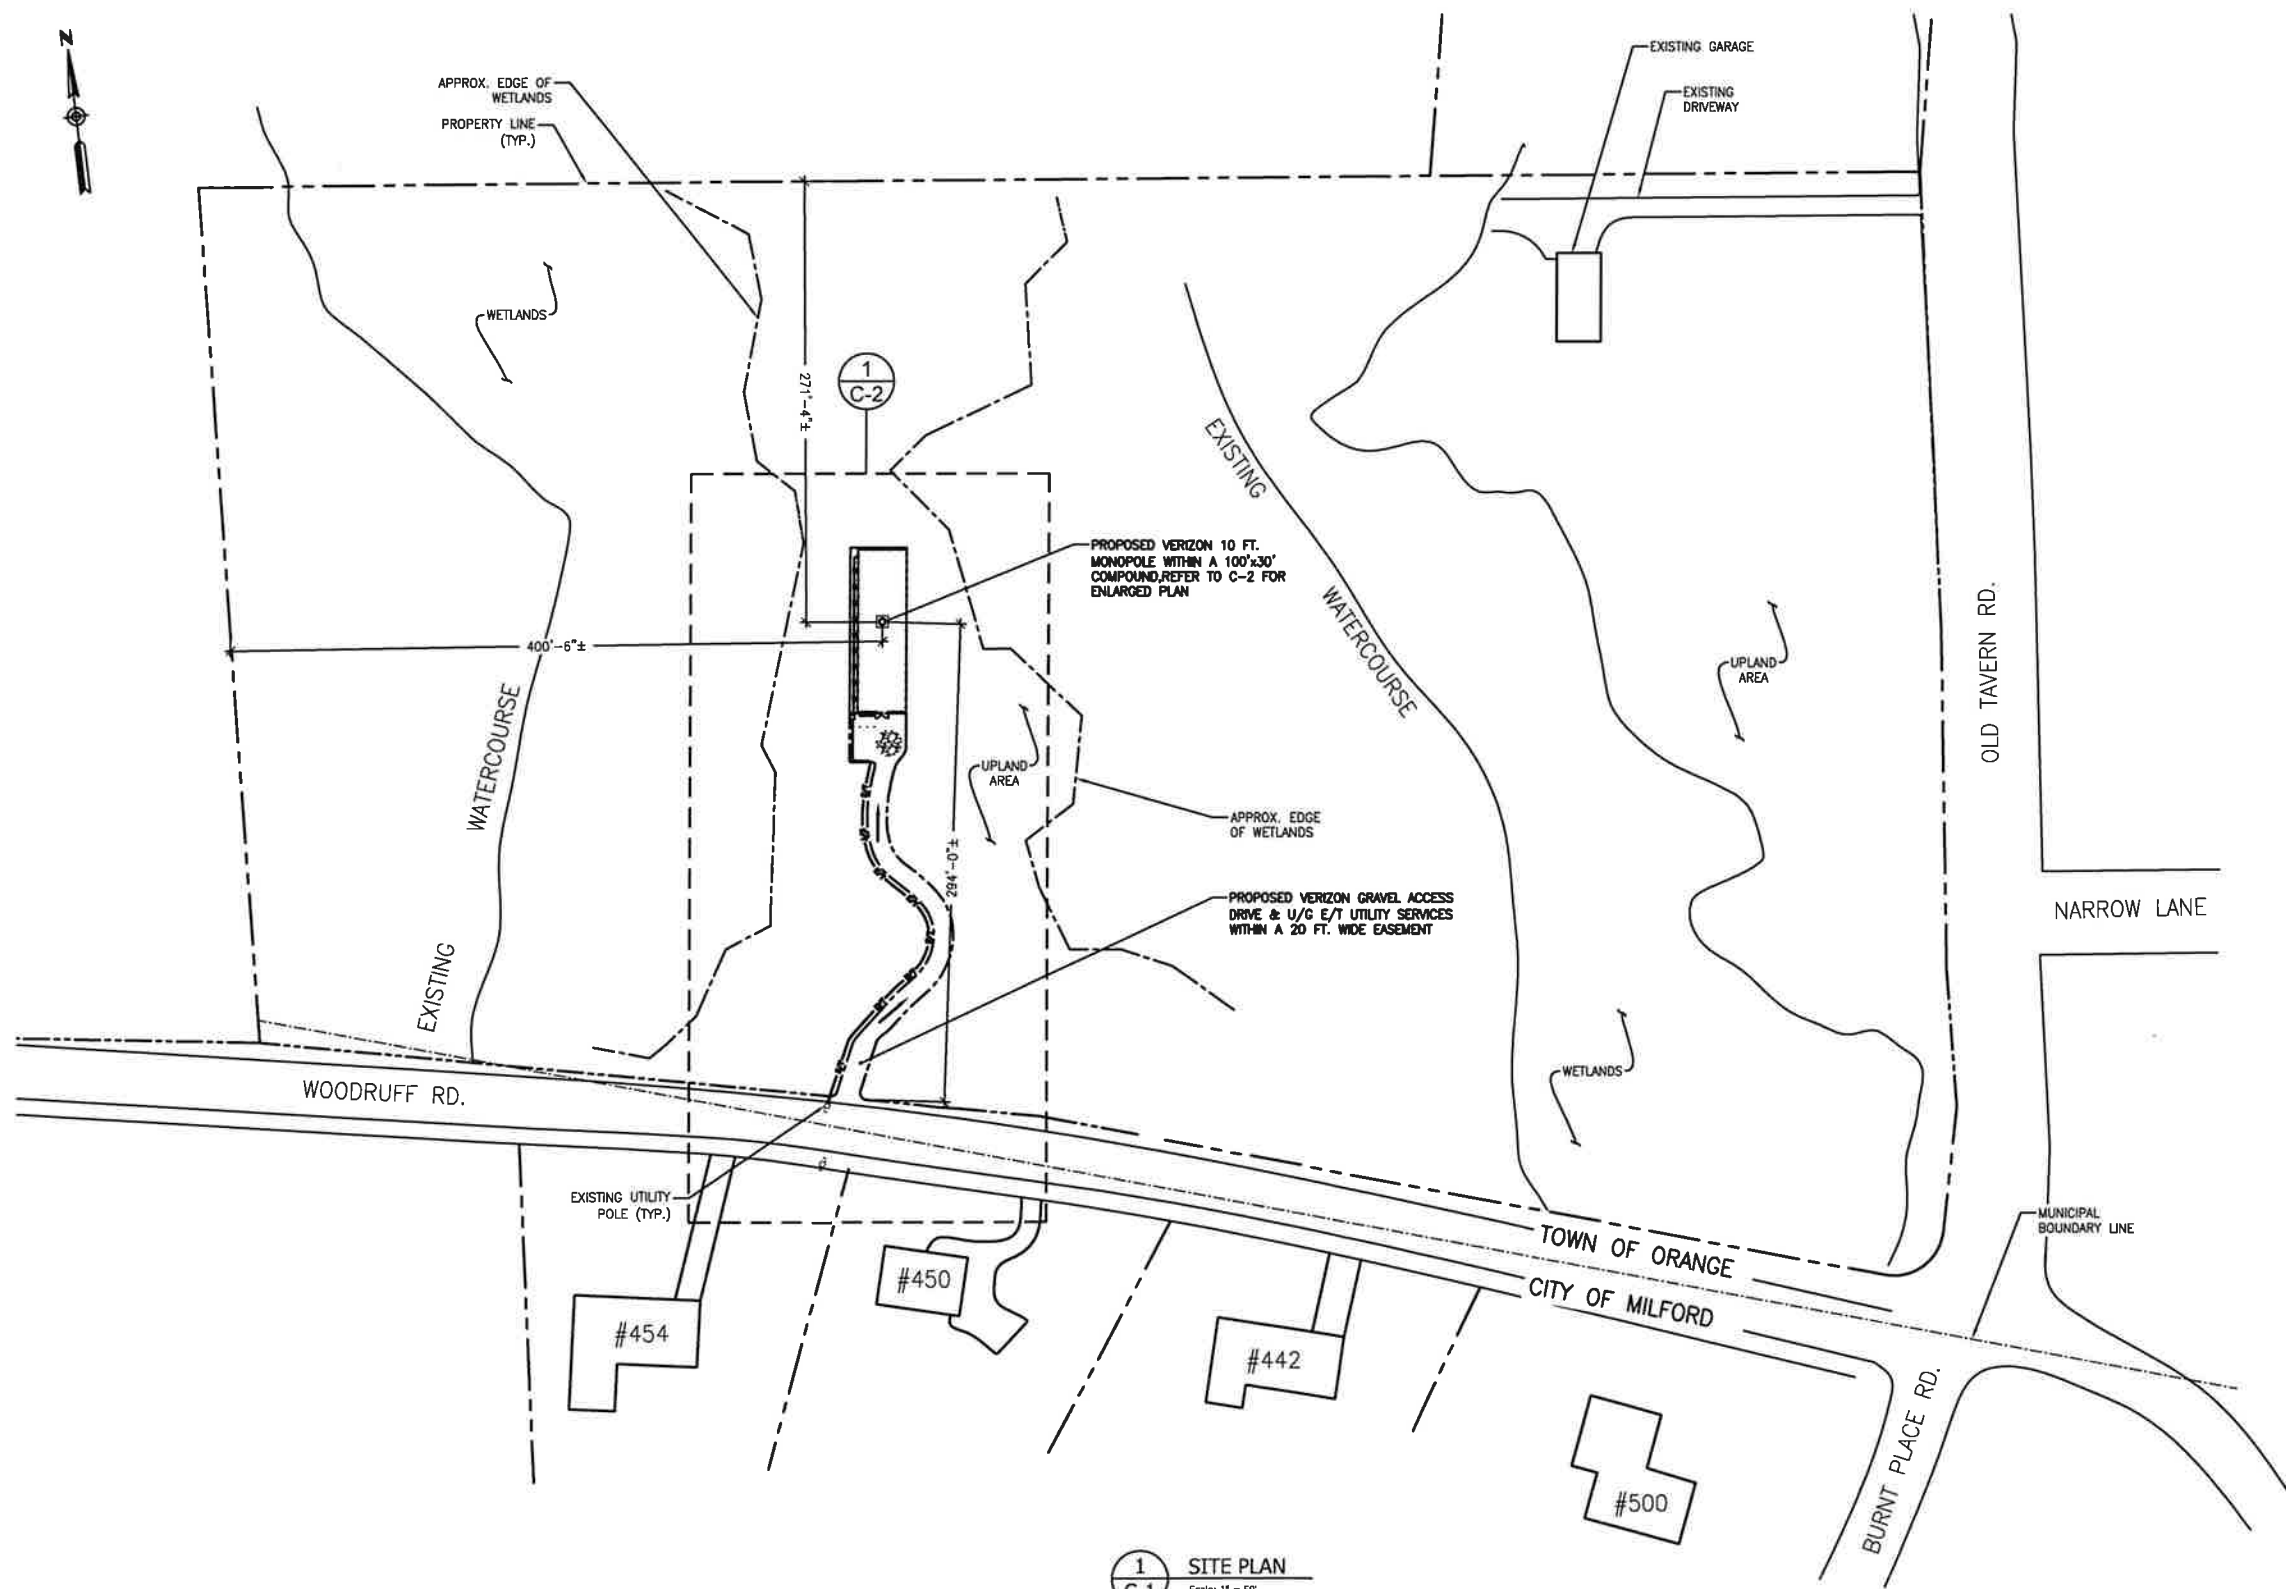 N
EXISTING GARAGE
APPROX. EDGE OF
WETLANDS
EXISTING
DRIVEWAY
PROPERTY LINE
(TYP.)
WETLANDS
1
C-2
271'-4"±
EXISTING
WATERCOURSE
PROPOSED VERIZON 10 FT.
MONOPOLE WITHIN A 100'x30'
COMPOUND,REFER TO C-2 FOR
ENLARGED PLAN
400'-6"±
OLD TAVERN RD.
UPLAND
AREA
WATERCOURSE
EXISTING
UPLAND
AREA
294'-0"±
APPROX. EDGE
OF WETLANDS
PROPOSED VERIZON GRAVEL ACCESS
DRIVE & U/G E/T UTILITY SERVICES
WITHIN A 20 FT. WIDE EASEMENT
NARROW LANE
WETLANDS
WOODRUFF RD.
EXISTING UTILITY
POLE (TYP.)
MUNICIPAL
BOUNDARY LINE
TOWN OF ORANGE
CITY OF MILFORD
#450
#454
#442
#500
BURNT PLACE RD.
1
C-1
SITE PLAN